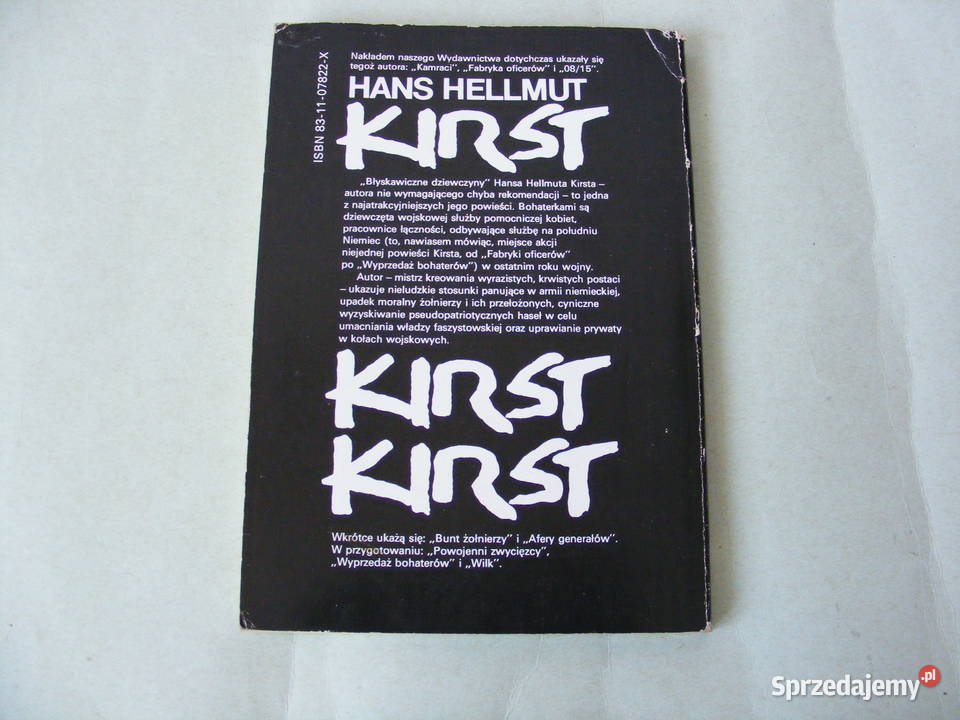 ISBN 83-11-07822-X
Nakładem naszego Wydawnictwa dotychczas ukazały się
tegoż autora: „Kamraci”, „Fabryka oficerów” i „08/15”.
HANS HELLMUT
KIRST
„Błyskawiczne dziewczyny” Hansa Hellmuta Kirsta –
autora nie wymagającego chyba rekomendacji – to jedna
z najatrakcyjniejszych jego powieści. Bohaterkami są
dziewczęta wojskowej służby pomocniczej kobiet,
pracownice łączności, odbywające służbę na południu
Niemiec (to, nawiasem mówiąc, miejsce akcji
niejednej powieści Kirsta, od „Fabryki oficerów”
po „Wyprzedaż bohaterów”) w ostatnim roku wojny.
Autor – mistrz kreowania wyrazistych, krwistych postaci
– ukazuje nieludzkie stosunki panujące w armii niemieckiej,
upadek moralny żołnierzy i ich przełożonych, cyniczne
wyzyskiwanie pseudopatriotycznych haseł w celu
umacniania władzy faszystowskiej oraz uprawianie prywaty
w kołach wojskowych.
KIRST
KIRST
Wkrótce ukażą się: „Bunt żołnierzy” i „Afery generałów”.
W przygotowaniu: „Powojenni zwycięzcy”,
„Wyprzedaż bohaterów” i „Wilk”.
Sprzedajemy.pl